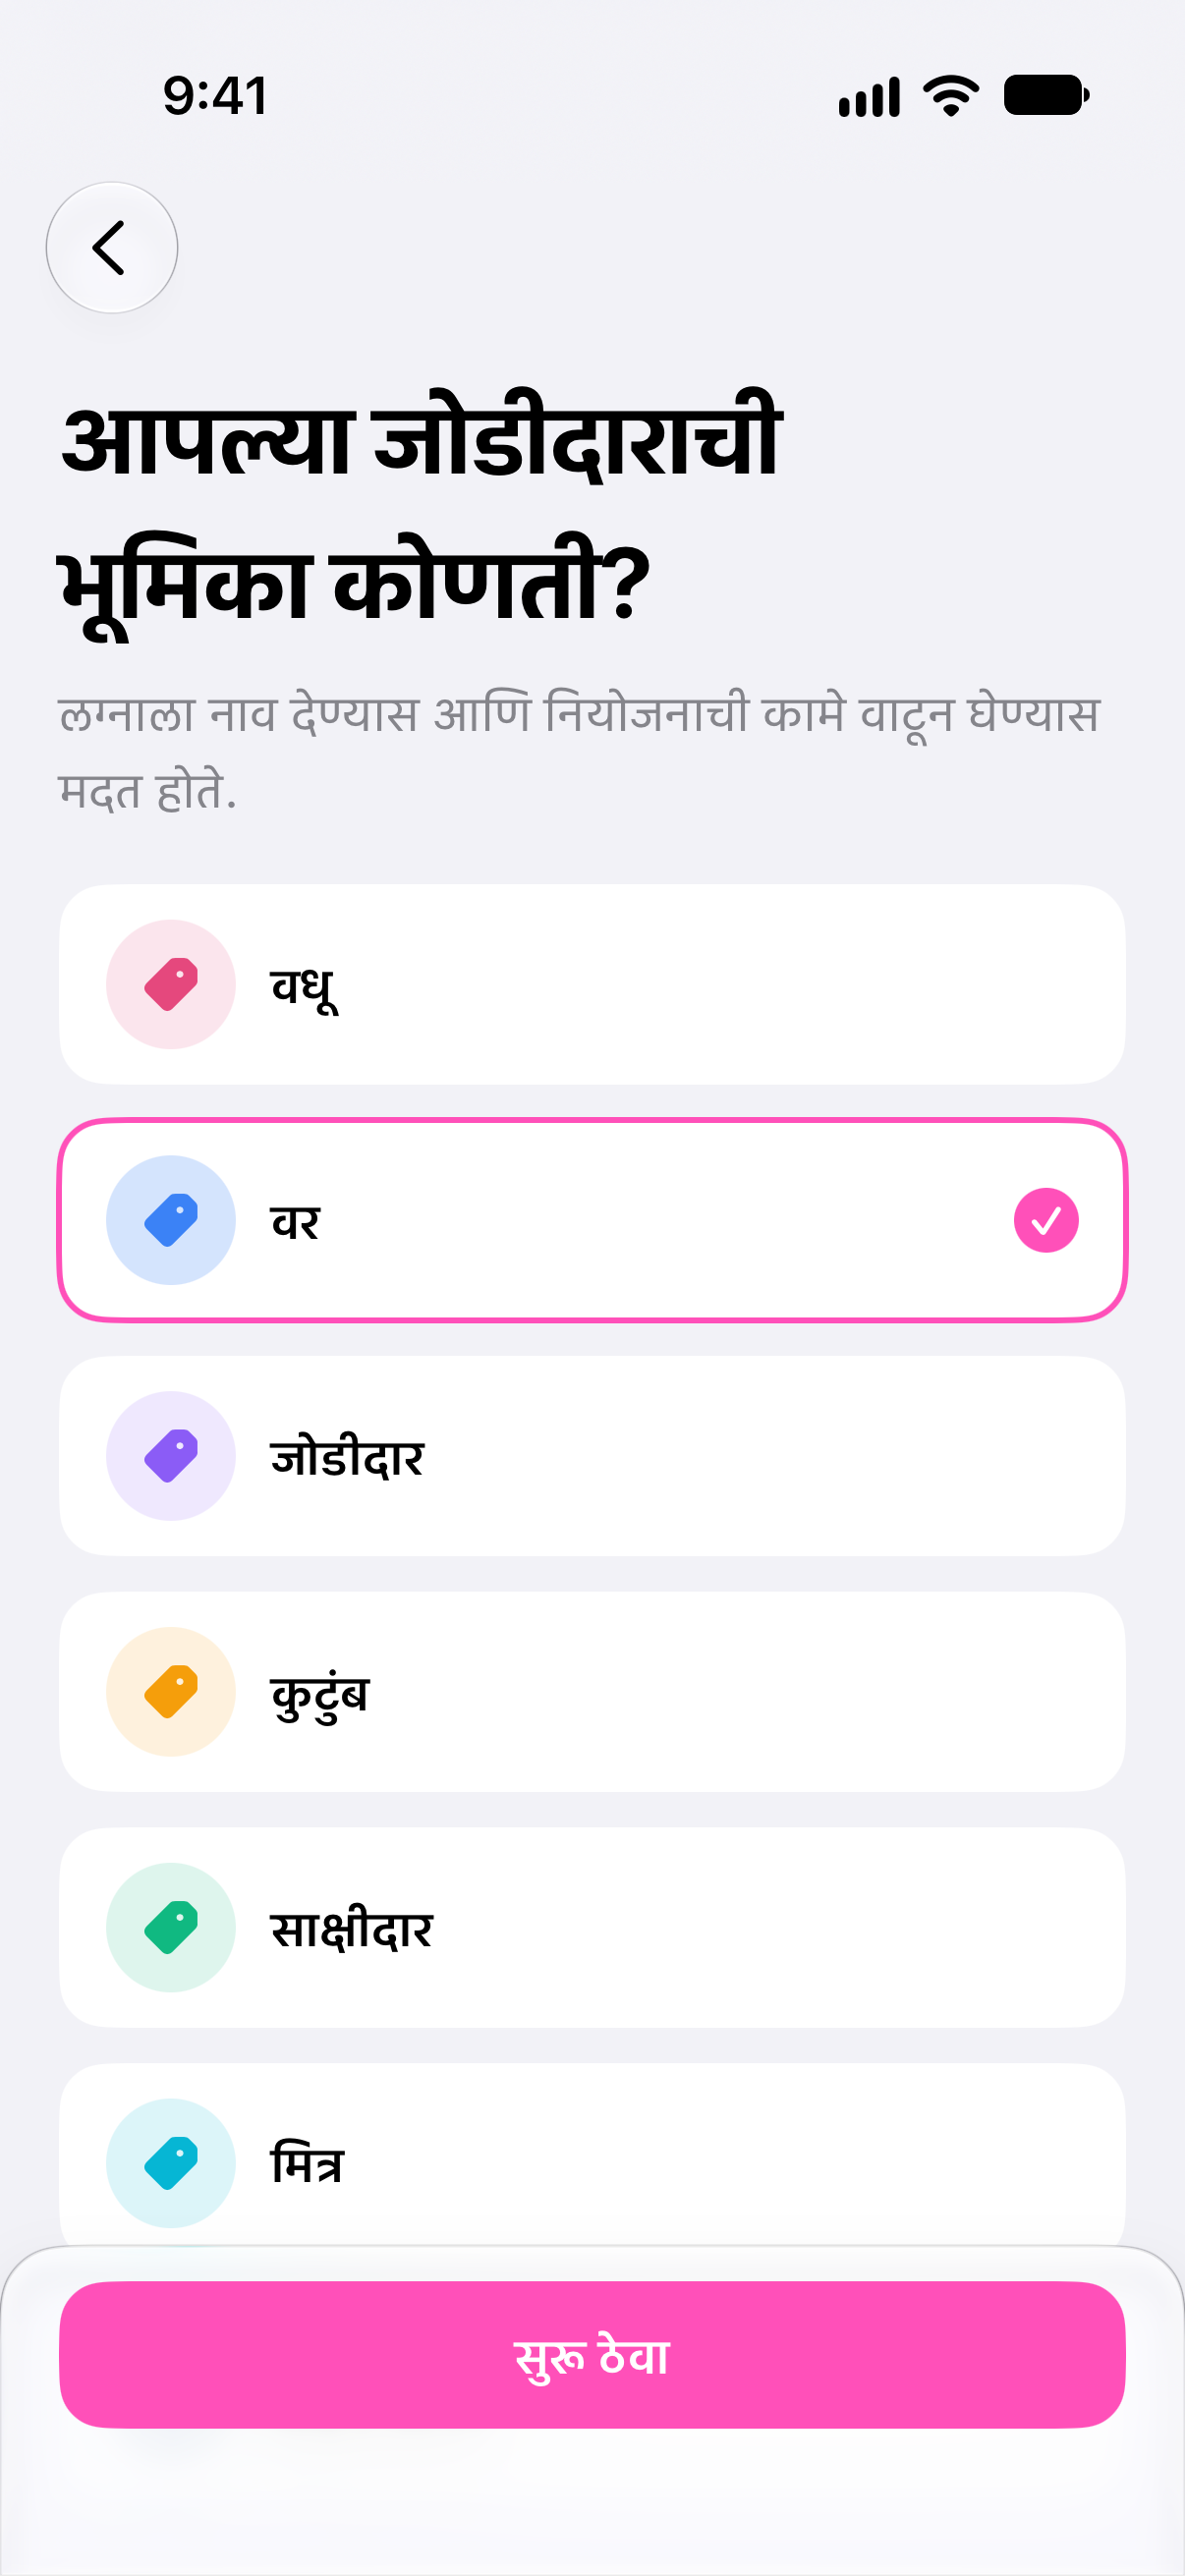 9:41
आपल्या जोडीदाराची
भूमिका कोणती?
लग्नाला नाव देण्यास आणि नियोजनाची कामे वाटून घेण्यास
मदत होते.
वधू
वर
जोडीदार
कुटुंब
साक्षीदार
मित्र
सुरू ठेवा